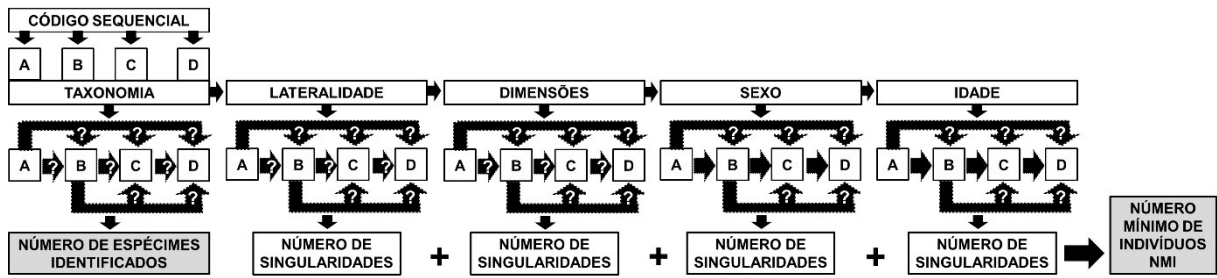 CÓDIGO SEQUENCIAL
A B C D
TAXONOMIA LATERALIDADE DIMENSÕES SEXO IDADE
? ? ? ? ? ? ? ? ? ? ? ? ? ? ?
A ? B ? C ? D A ? B ? C ? D A ? B ? C ? D A B C D A B C D
? ? ? ? ? ? ? ? ? ?
NÚMERO DE ESPÉCIMES
IDENTIFICADOS
NÚMERO DE
SINGULARIDADES
+
NÚMERO DE
SINGULARIDADES
+
NÚMERO DE
SINGULARIDADES
+
NÚMERO DE
SINGULARIDADES
NÚMERO
MÍNIMO DE
INDIVÍDUOS
NMI